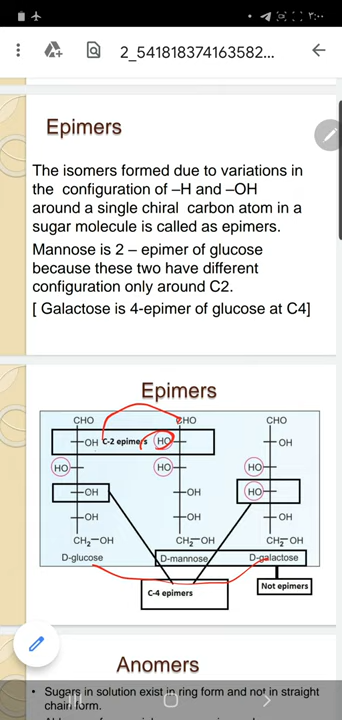 ٣:٠٠
2_541818374163582...
Epimers
The isomers formed due to variations in
the configuration of –H and –OH
around a single chiral carbon atom in a
sugar molecule is called as epimers.
Mannose is 2 – epimer of glucose
because these two have different
configuration only around C2.
[ Galactose is 4-epimer of glucose at C4]
Epimers
CHO CHO CHO
OH C-2 epimers HO OH
HO HO HO
OH OH HO
OH OH OH
CH2–OH CH2–OH CH2–OH
D-glucose D-mannose D-galactose
C-4 epimers Not epimers
Anomers
• Sugars in solution exist in ring form and not in straight
chain form.